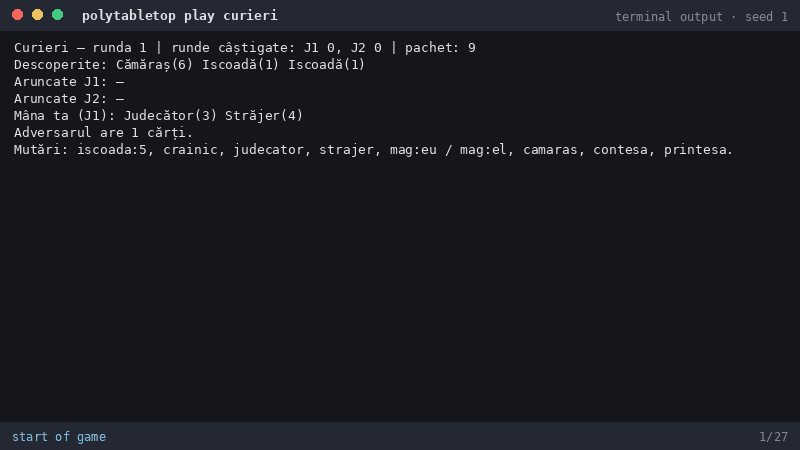 polytabletop play curieri
terminal output · seed 1
Curieri — runda 1 | runde câștigate: J1 0, J2 0 | pachet: 9
Descoperite: Cămăraș(6) Iscoadă(1) Iscoadă(1)
Aruncate J1: —
Aruncate J2: —
Mâna ta (J1): Judecător(3) Străjer(4)
Adversarul are 1 cărți.
Mutări: iscoada:5, crainic, judecator, strajer, mag:eu / mag:el, camaras, contesa, printesa.
start of game
1/27